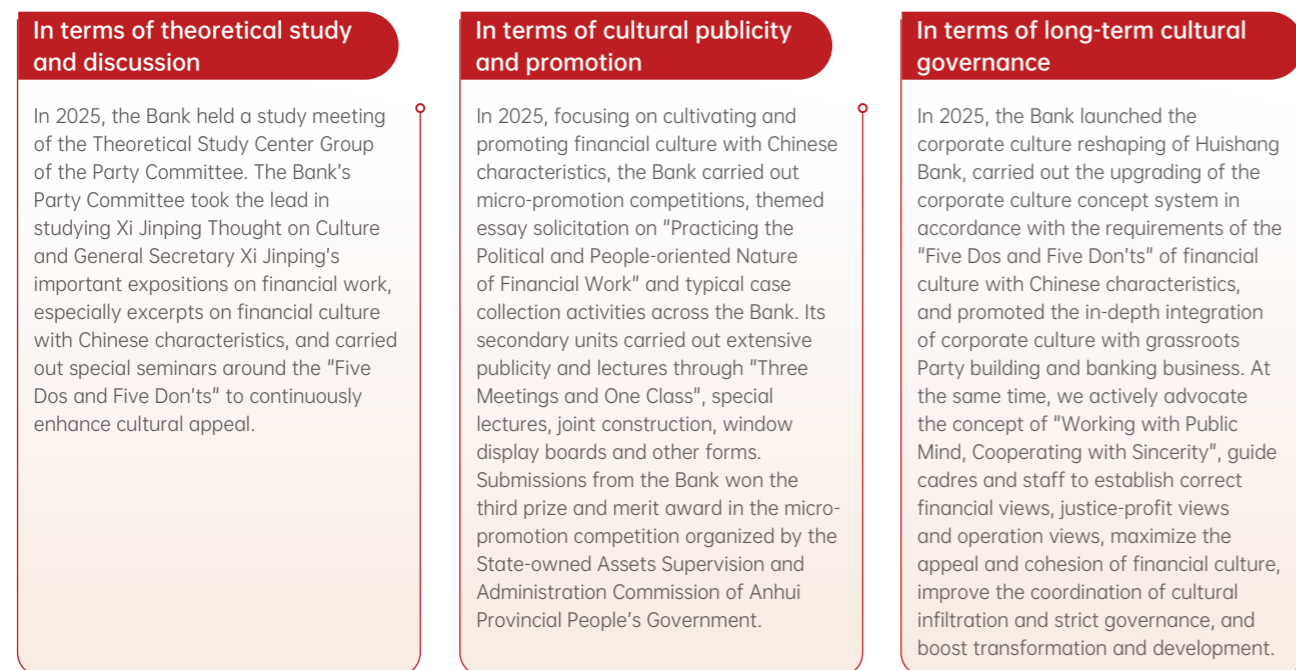 In terms of theoretical study
and discussion
In 2025, the Bank held a study meeting
of the Theoretical Study Center Group
of the Party Committee. The Bank's
Party Committee took the lead in
studying Xi Jinping Thought on Culture
and General Secretary Xi Jinping's
important expositions on financial work,
especially excerpts on financial culture
with Chinese characteristics, and carried
out special seminars around the "Five
Dos and Five Don'ts" to continuously
enhance cultural appeal.
In terms of cultural publicity
and promotion
In 2025, focusing on cultivating and
promoting financial culture with Chinese
characteristics, the Bank carried out
micro-promotion competitions, themed
essay solicitation on "Practicing the
Political and People-oriented Nature
of Financial Work" and typical case
collection activities across the Bank. Its
secondary units carried out extensive
publicity and lectures through "Three
Meetings and One Class", special
lectures, joint construction, window
display boards and other forms.
Submissions from the Bank won the
third prize and merit award in the micro-
promotion competition organized by the
State-owned Assets Supervision and
Administration Commission of Anhui
Provincial People's Government.
In terms of long-term cultural
governance
In 2025, the Bank launched the
corporate culture reshaping of Huishang
Bank, carried out the upgrading of the
corporate culture concept system in
accordance with the requirements of the
"Five Dos and Five Don'ts" of financial
culture with Chinese characteristics,
and promoted the in-depth integration
of corporate culture with grassroots
Party building and banking business. At
the same time, we actively advocate
the concept of "Working with Public
Mind, Cooperating with Sincerity", guide
cadres and staff to establish correct
financial views, justice-profit views
and operation views, maximize the
appeal and cohesion of financial culture,
improve the coordination of cultural
infiltration and strict governance, and
boost transformation and development.